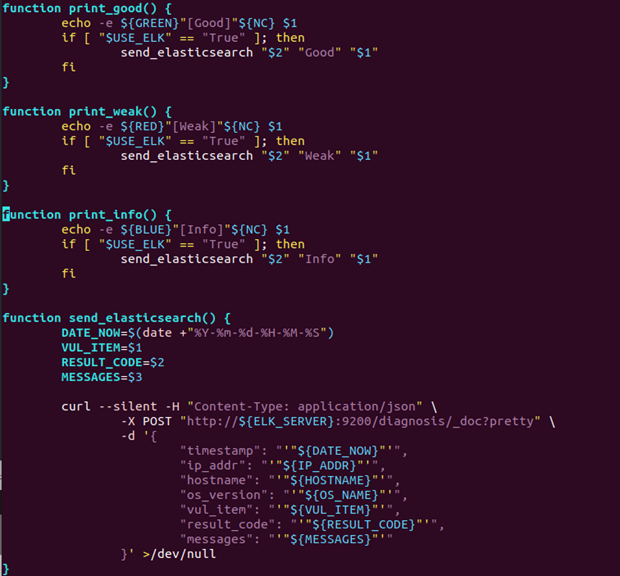 function print_good() {
        echo -e ${GREEN}"[Good]"${NC} $1
        if [ "$USE_ELK" == "True" ]; then
                send_elasticsearch "$2" "Good" "$1"
        fi
}

function print_weak() {
        echo -e ${RED}"[Weak]"${NC} $1
        if [ "$USE_ELK" == "True" ]; then
                send_elasticsearch "$2" "Weak" "$1"
        fi
}

function print_info() {
        echo -e ${BLUE}"[Info]"${NC} $1
        if [ "$USE_ELK" == "True" ]; then
                send_elasticsearch "$2" "Info" "$1"
        fi
}

function send_elasticsearch() {
        DATE_NOW=$(date +"%Y-%m-%d-%H-%M-%S")
        VUL_ITEM=$1
        RESULT_CODE=$2
        MESSAGES=$3

        curl --silent -H "Content-Type: application/json" \
                -X POST "http://${ELK_SERVER}:9200/diagnosis/_doc?pretty" \
                -d '{
                        "timestamp": "'"${DATE_NOW}"'",
                        "ip_addr": "'"${IP_ADDR}"'",
                        "hostname": "'"${HOSTNAME}"'",
                        "os_version": "'"${OS_NAME}"'",
                        "vul_item": "'"${VUL_ITEM}"'",
                        "result_code": "'"${RESULT_CODE}"'",
                        "messages": "'"${MESSAGES}"'"
                }' >/dev/null
}